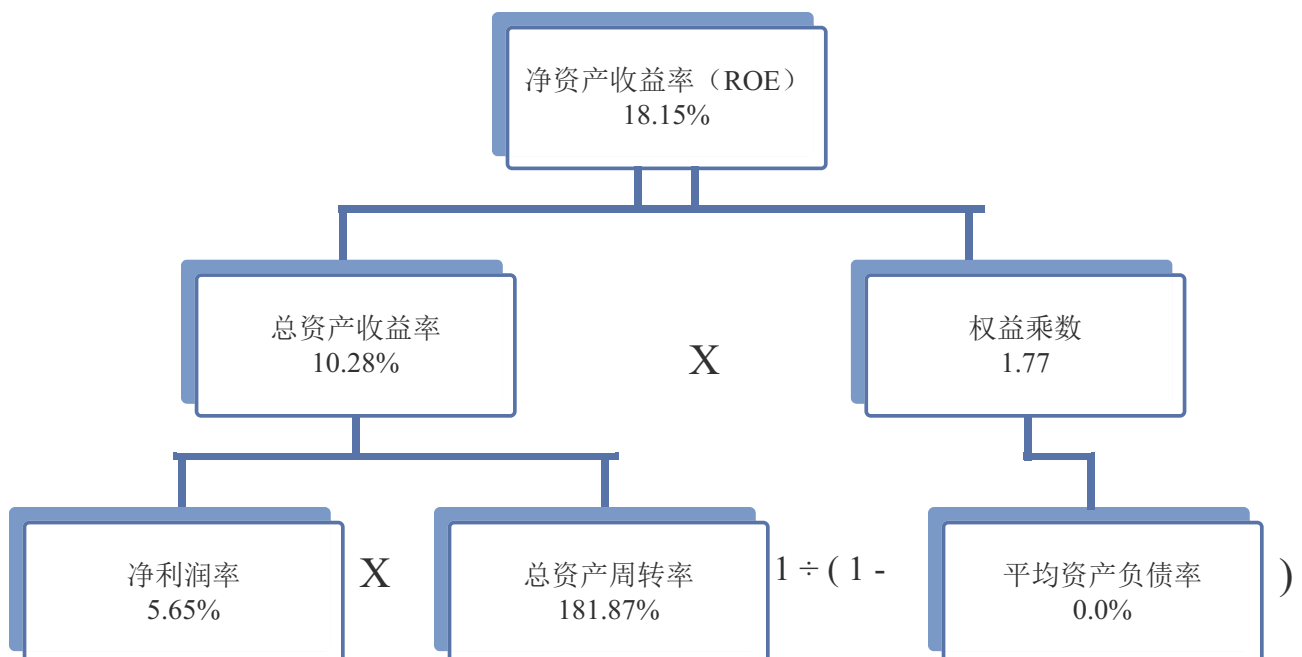 净资产收益率（ROE）
18.15%
总资产收益率
10.28%
X
权益乘数
1.77
净利润率
5.65%
X
总资产周转率
181.87%
1 ÷ ( 1 -
平均资产负债率
0.0%
)